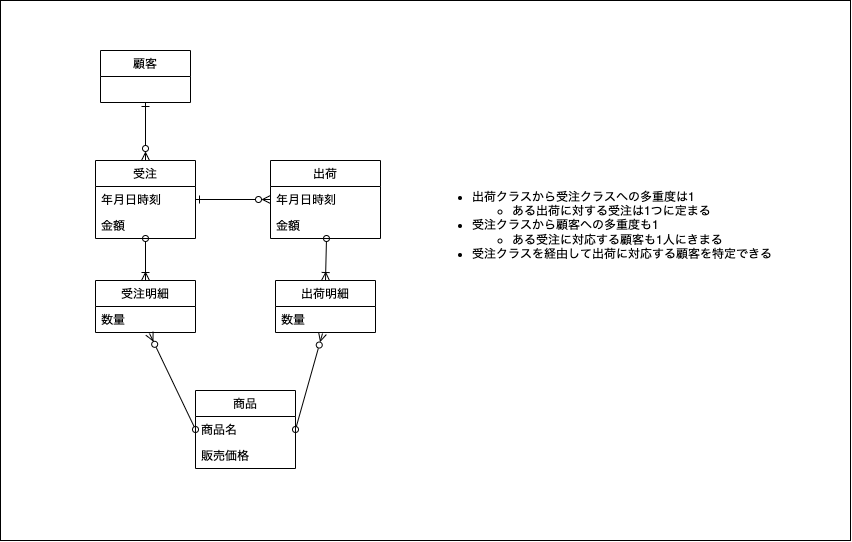 顧客
受注
年月日時刻
金額
出荷
年月日時刻
金額
受注明細
数量
出荷明細
数量
商品
商品名
販売価格
出荷クラスから受注クラスへの多重度は1
ある出荷に対する受注は1つに定まる
受注クラスから顧客への多重度も1
ある受注に対応する顧客も1人にきまる
受注クラスを経由して出荷に対応する顧客を特定できる